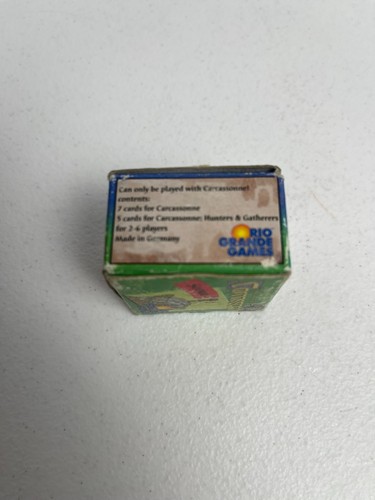 Can only be played with Carcassonne!
contents:
7 cards for Carcassonne
5 cards for Carcassonne: Hunters & Gatherers
for 2-6 players
Made in Germany
RIO
GRANDE
GAMES